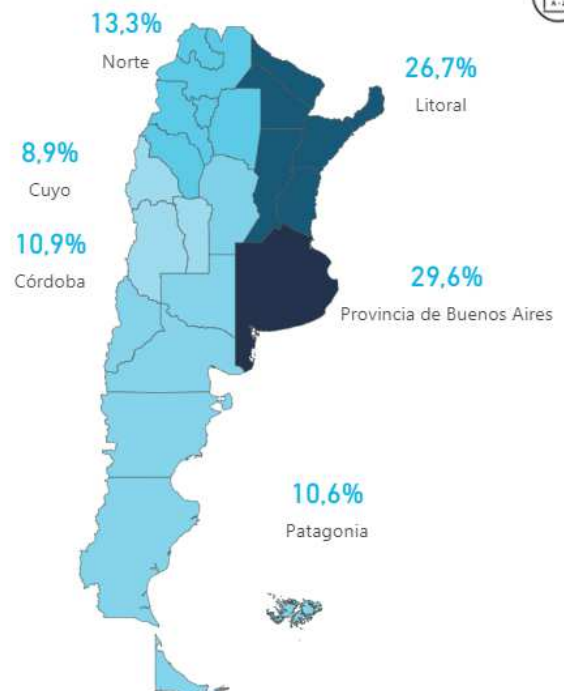 13,3%
Norte
26,7%
Litoral
8,9%
Cuyo
10,9%
Córdoba
29,6%
Provincia de Buenos Aires
10,6%
Patagonia